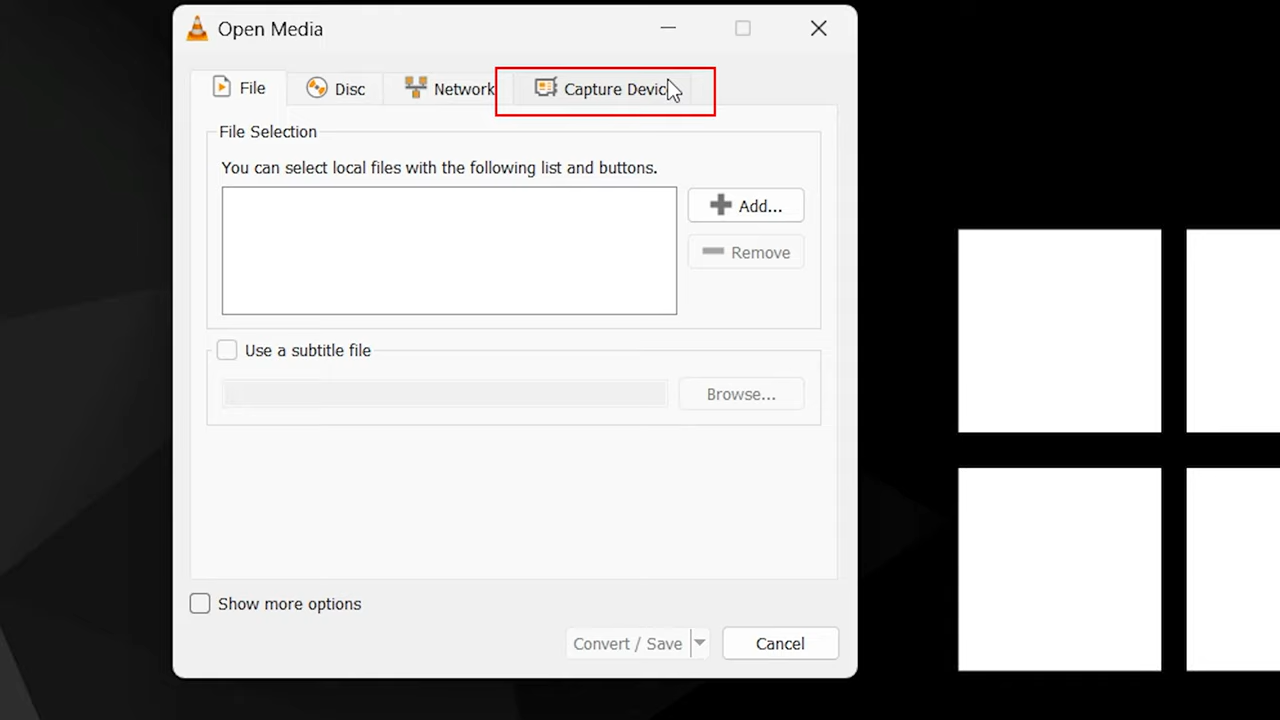 Open Media
File
Disc
Network
Capture Devic
File Selection
You can select local files with the following list and buttons.
Add...
Remove
Use a subtitle file
Browse...
Show more options
Convert / Save
Cancel